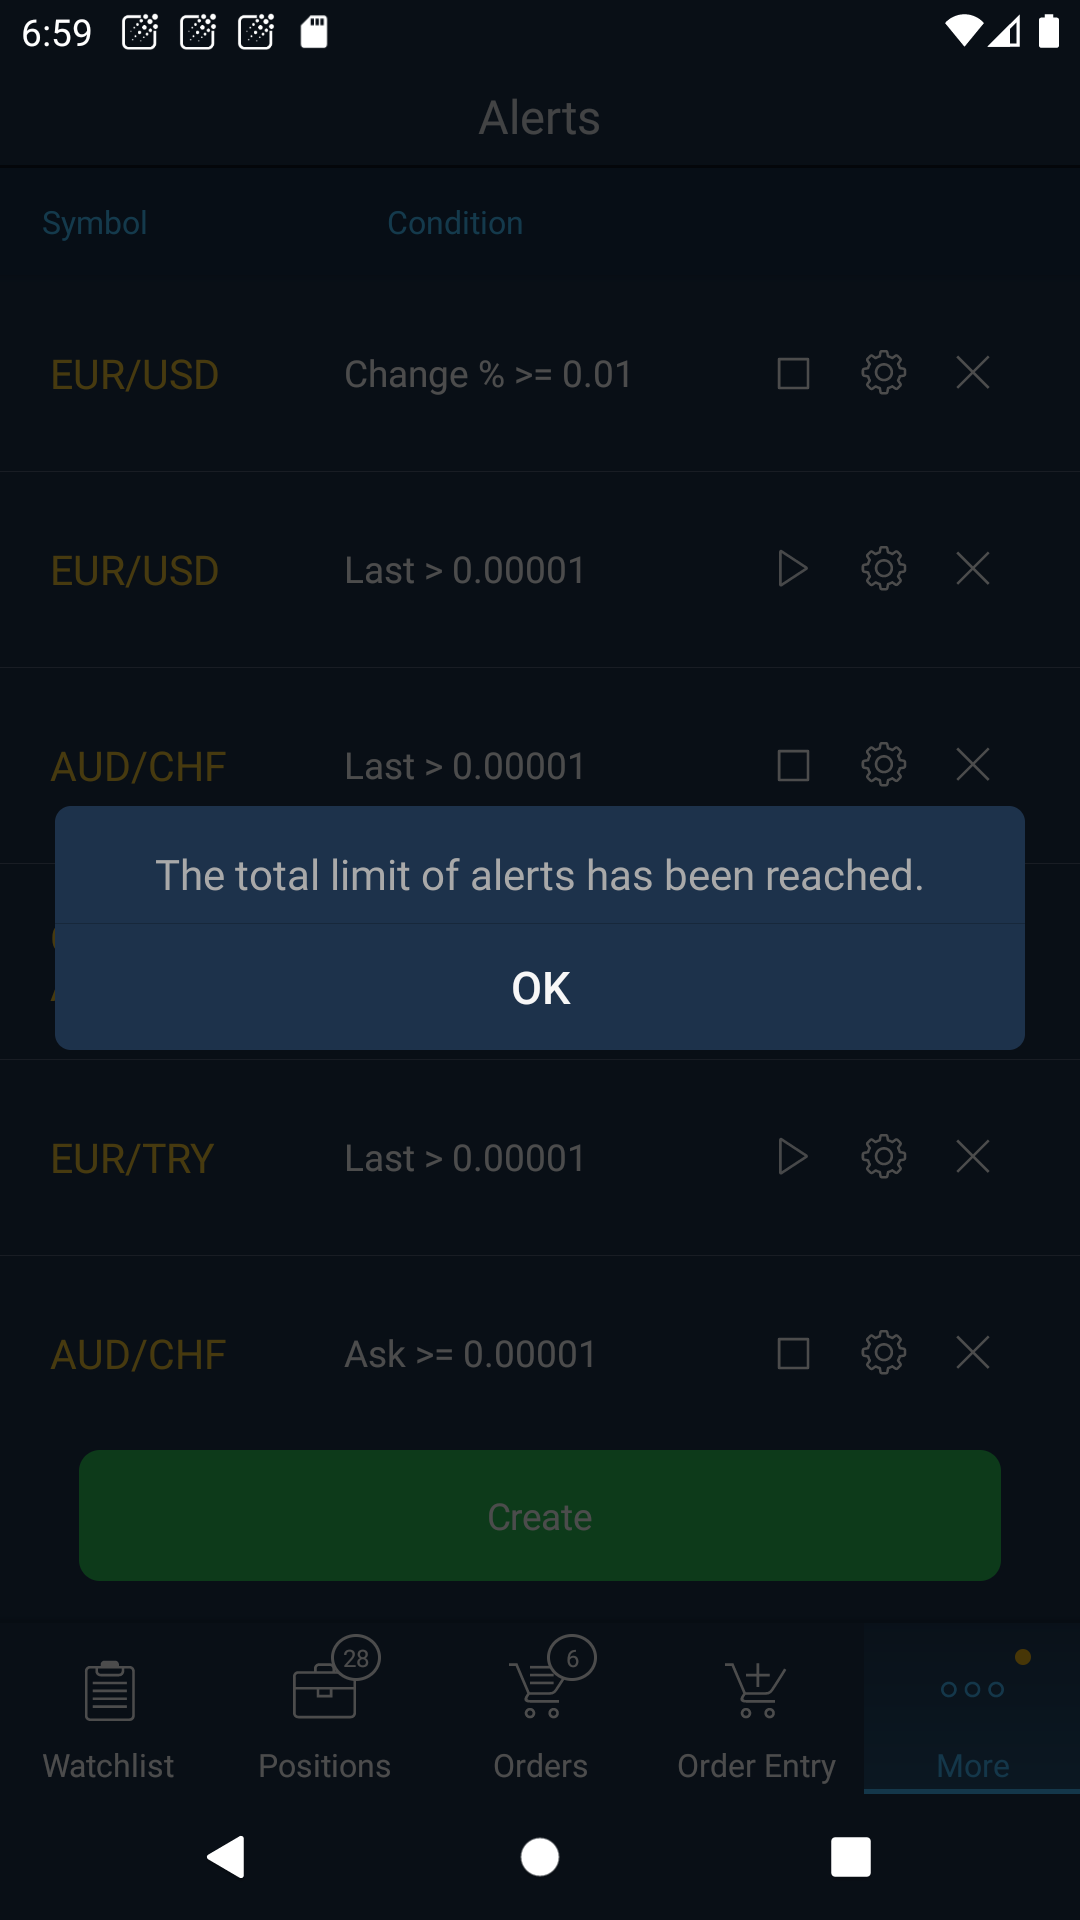 6:59
Alerts
Symbol Condition
EUR/USD Change % >= 0.01
EUR/USD Last > 0.00001
AUD/CHF Last > 0.00001
The total limit of alerts has been reached.
OK
EUR/TRY Last > 0.00001
AUD/CHF Ask >= 0.00001
Create
28 6
Watchlist Positions Orders Order Entry More